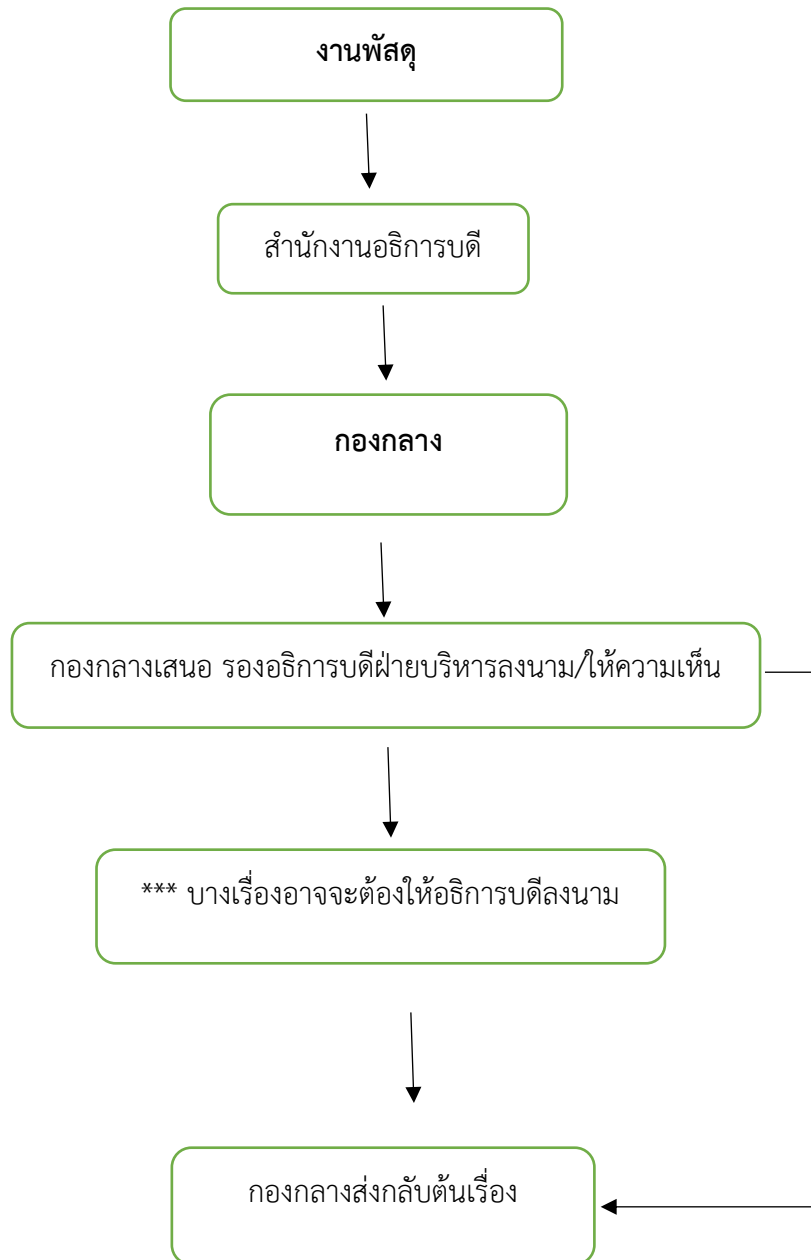 งานพัสดุ
สำนักงานอธิการบดี
กองกลาง
กองกลางเสนอ รองอธิการบดีฝ่ายบริหารลงนาม/ให้ความเห็น
*** บางเรื่องอาจจะต้องให้อธิการบดีลงนาม
กองกลางส่งกลับต้นเรื่อง